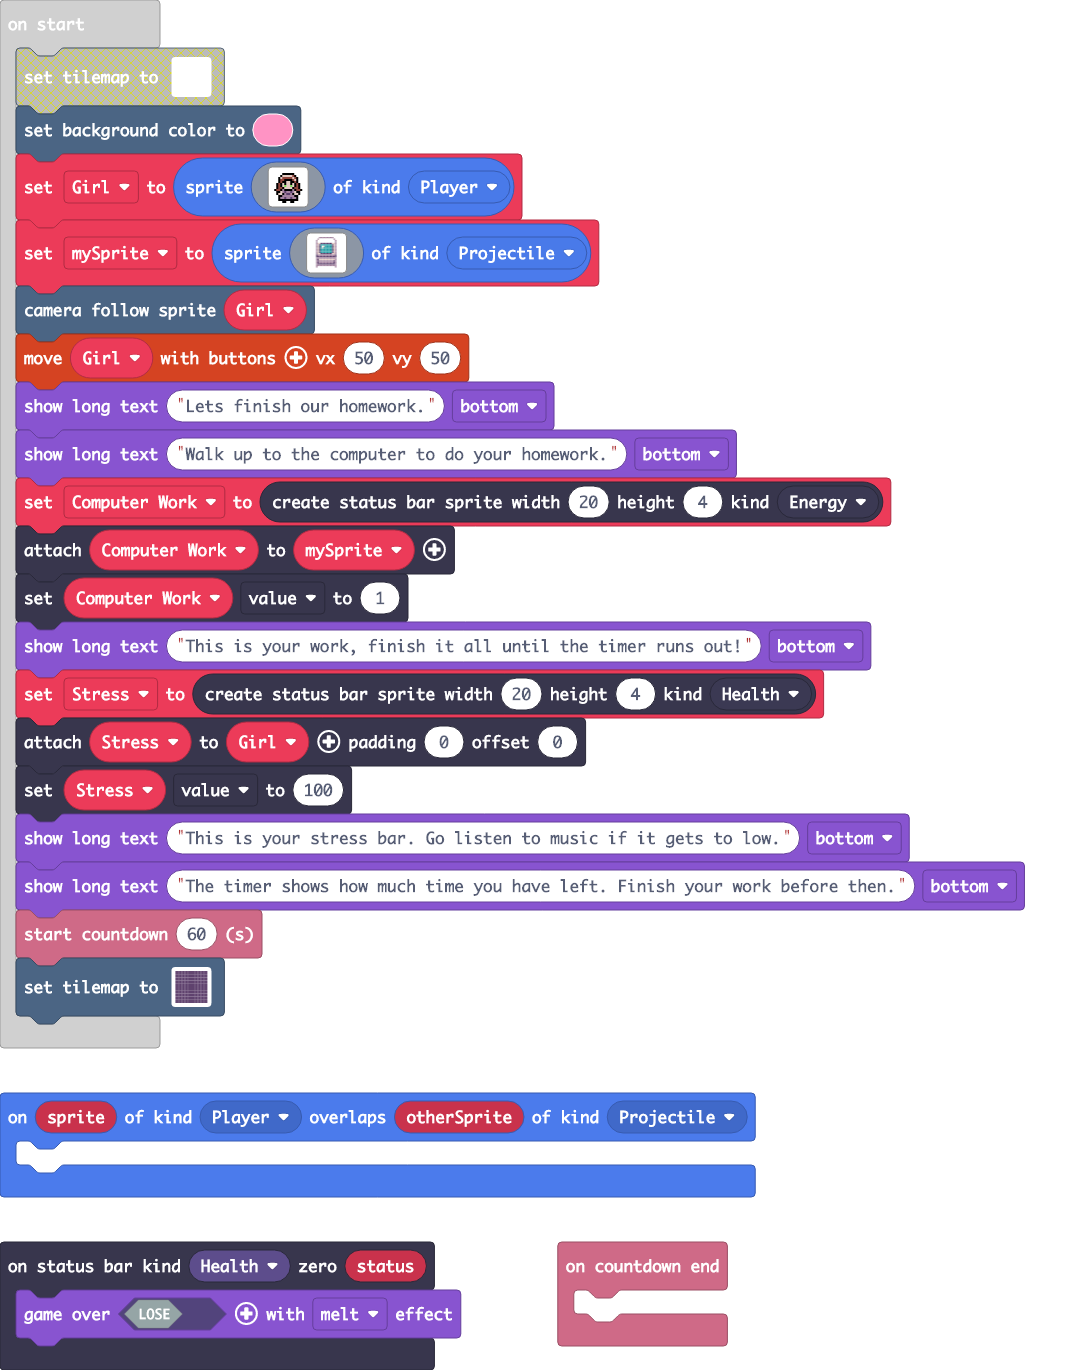 on start
set tilemap to
set background color to
set Girl to sprite of kind Player
set mySprite to sprite of kind Projectile
camera follow sprite Girl
move Girl with buttons + vx 50 vy 50
show long text "Lets finish our homework." bottom
show long text "Walk up to the computer to do your homework." bottom
set Computer Work to create status bar sprite width 20 height 4 kind Energy
attach Computer Work to mySprite +
set Computer Work value to 1
show long text "This is your work, finish it all until the timer runs out!" bottom
set Stress to create status bar sprite width 20 height 4 kind Health
attach Stress to Girl + padding 0 offset 0
set Stress value to 100
show long text "This is your stress bar. Go listen to music if it gets to low." bottom
show long text "The timer shows how much time you have left. Finish your work before then." bottom
start countdown 60 (s)
set tilemap to
on sprite of kind Player overlaps otherSprite of kind Projectile
on status bar kind Health zero status
game over LOSE + with melt effect
on countdown end